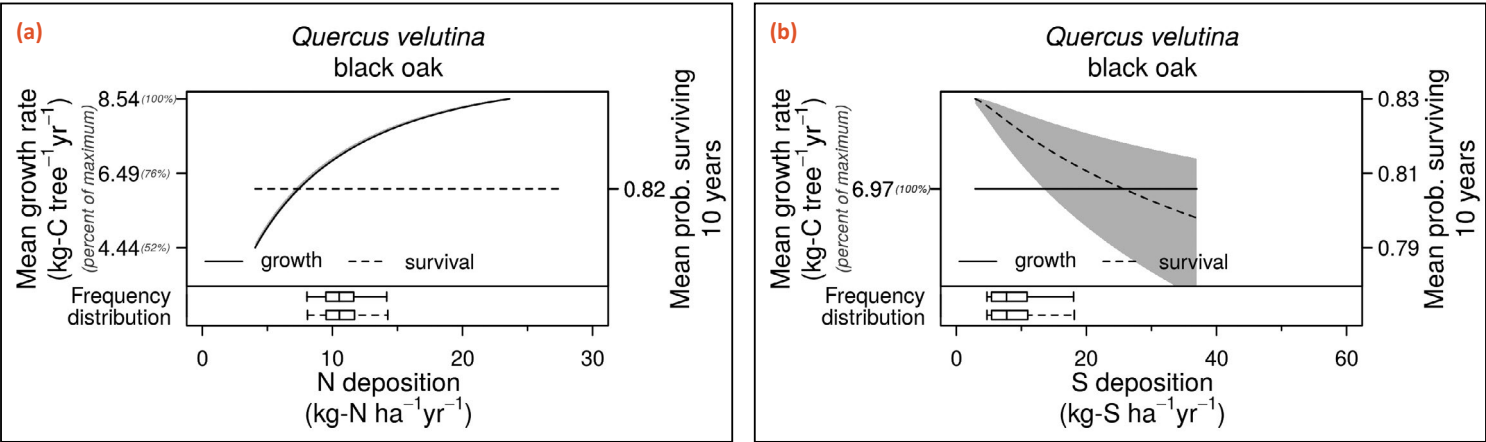 (a)
Quercus velutina
black oak
Mean growth rate
(kg-C tree⁻¹yr⁻¹)
(percent of maximum)
8.54 (100%)
6.49 (76%)
4.44 (52%)
0.82
Mean prob. surviving
10 years
growth
survival
Frequency
distribution
0 10 20 30
N deposition
(kg-N ha⁻¹yr⁻¹)
(b)
Quercus velutina
black oak
Mean growth rate
(kg-C tree⁻¹yr⁻¹)
(percent of maximum)
6.97 (100%)
0.83
0.81
0.79
Mean prob. surviving
10 years
growth
survival
Frequency
distribution
0 20 40 60
S deposition
(kg-S ha⁻¹yr⁻¹)